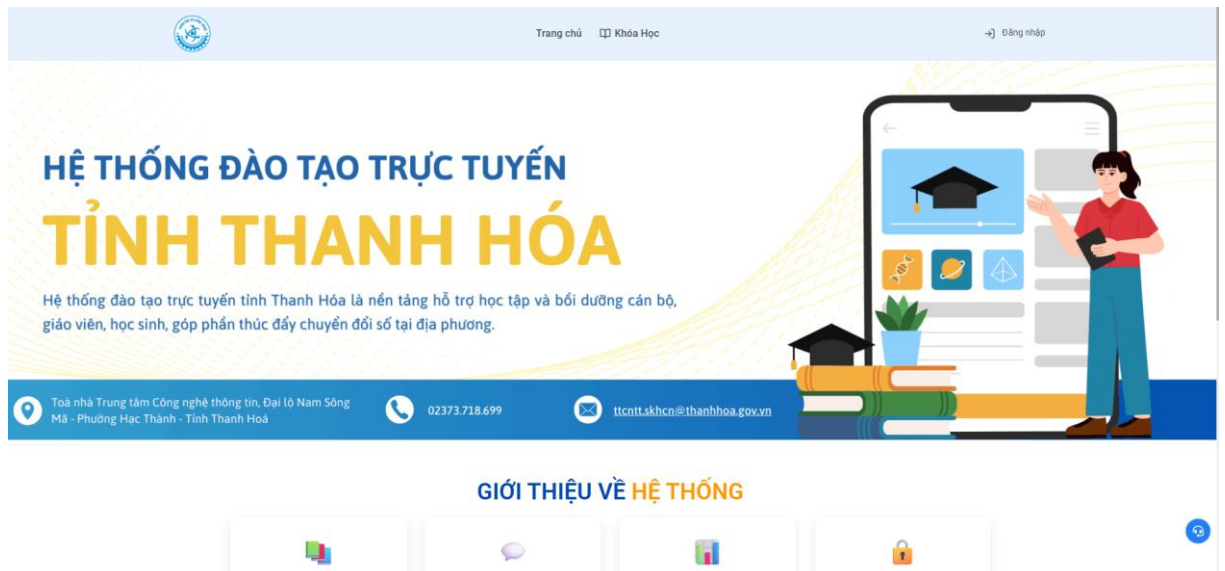 Trang chủ
Khóa Học
Đăng nhập
HỆ THỐNG ĐÀO TẠO TRỰC TUYẾN
TỈNH THANH HÓA
Hệ thống đào tạo trực tuyến tỉnh Thanh Hóa là nền tảng hỗ trợ học tập và bồi dưỡng cán bộ,
giáo viên, học sinh, góp phần thúc đẩy chuyển đổi số tại địa phương.
Toà nhà Trung tâm Công nghệ thông tin, Đại lộ Nam Sông
Mã - Phường Hạc Thành - Tỉnh Thanh Hoá
02373.718.699
ttcntt.skhcn@thanhhoa.gov.vn
GIỚI THIỆU VỀ HỆ THỐNG